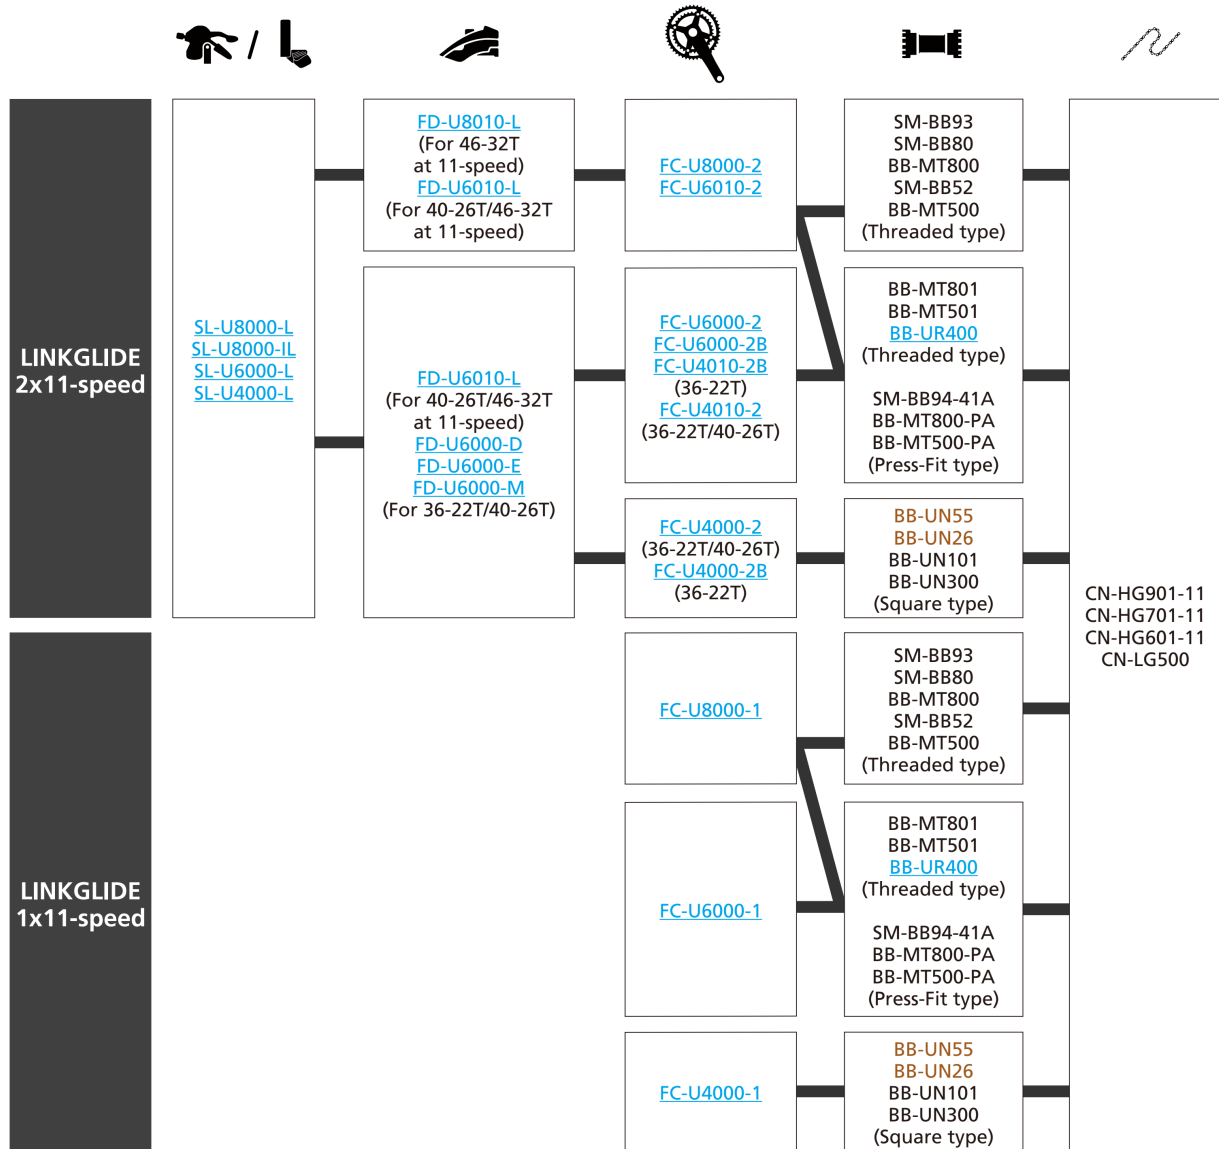 /
LINKGLIDE
2x11-speed
SL-U8000-L
SL-U8000-IL
SL-U6000-L
SL-U4000-L
FD-U8010-L
(For 46-32T
at 11-speed)
FD-U6010-L
(For 40-26T/46-32T
at 11-speed)
FD-U6010-L
(For 40-26T/46-32T
at 11-speed)
FD-U6000-D
FD-U6000-E
FD-U6000-M
(For 36-22T/40-26T)
FC-U8000-2
FC-U6010-2
FC-U6000-2
FC-U6000-2B
FC-U4010-2B
(36-22T)
FC-U4010-2
(36-22T/40-26T)
FC-U4000-2
(36-22T/40-26T)
FC-U4000-2B
(36-22T)
SM-BB93
SM-BB80
BB-MT800
SM-BB52
BB-MT500
(Threaded type)
BB-MT801
BB-MT501
BB-UR400
(Threaded type)
SM-BB94-41A
BB-MT800-PA
BB-MT500-PA
(Press-Fit type)
BB-UN55
BB-UN26
BB-UN101
BB-UN300
(Square type)
CN-HG901-11
CN-HG701-11
CN-HG601-11
CN-LG500
LINKGLIDE
1x11-speed
FC-U8000-1
FC-U6000-1
FC-U4000-1
SM-BB93
SM-BB80
BB-MT800
SM-BB52
BB-MT500
(Threaded type)
BB-MT801
BB-MT501
BB-UR400
(Threaded type)
SM-BB94-41A
BB-MT800-PA
BB-MT500-PA
(Press-Fit type)
BB-UN55
BB-UN26
BB-UN101
BB-UN300
(Square type)